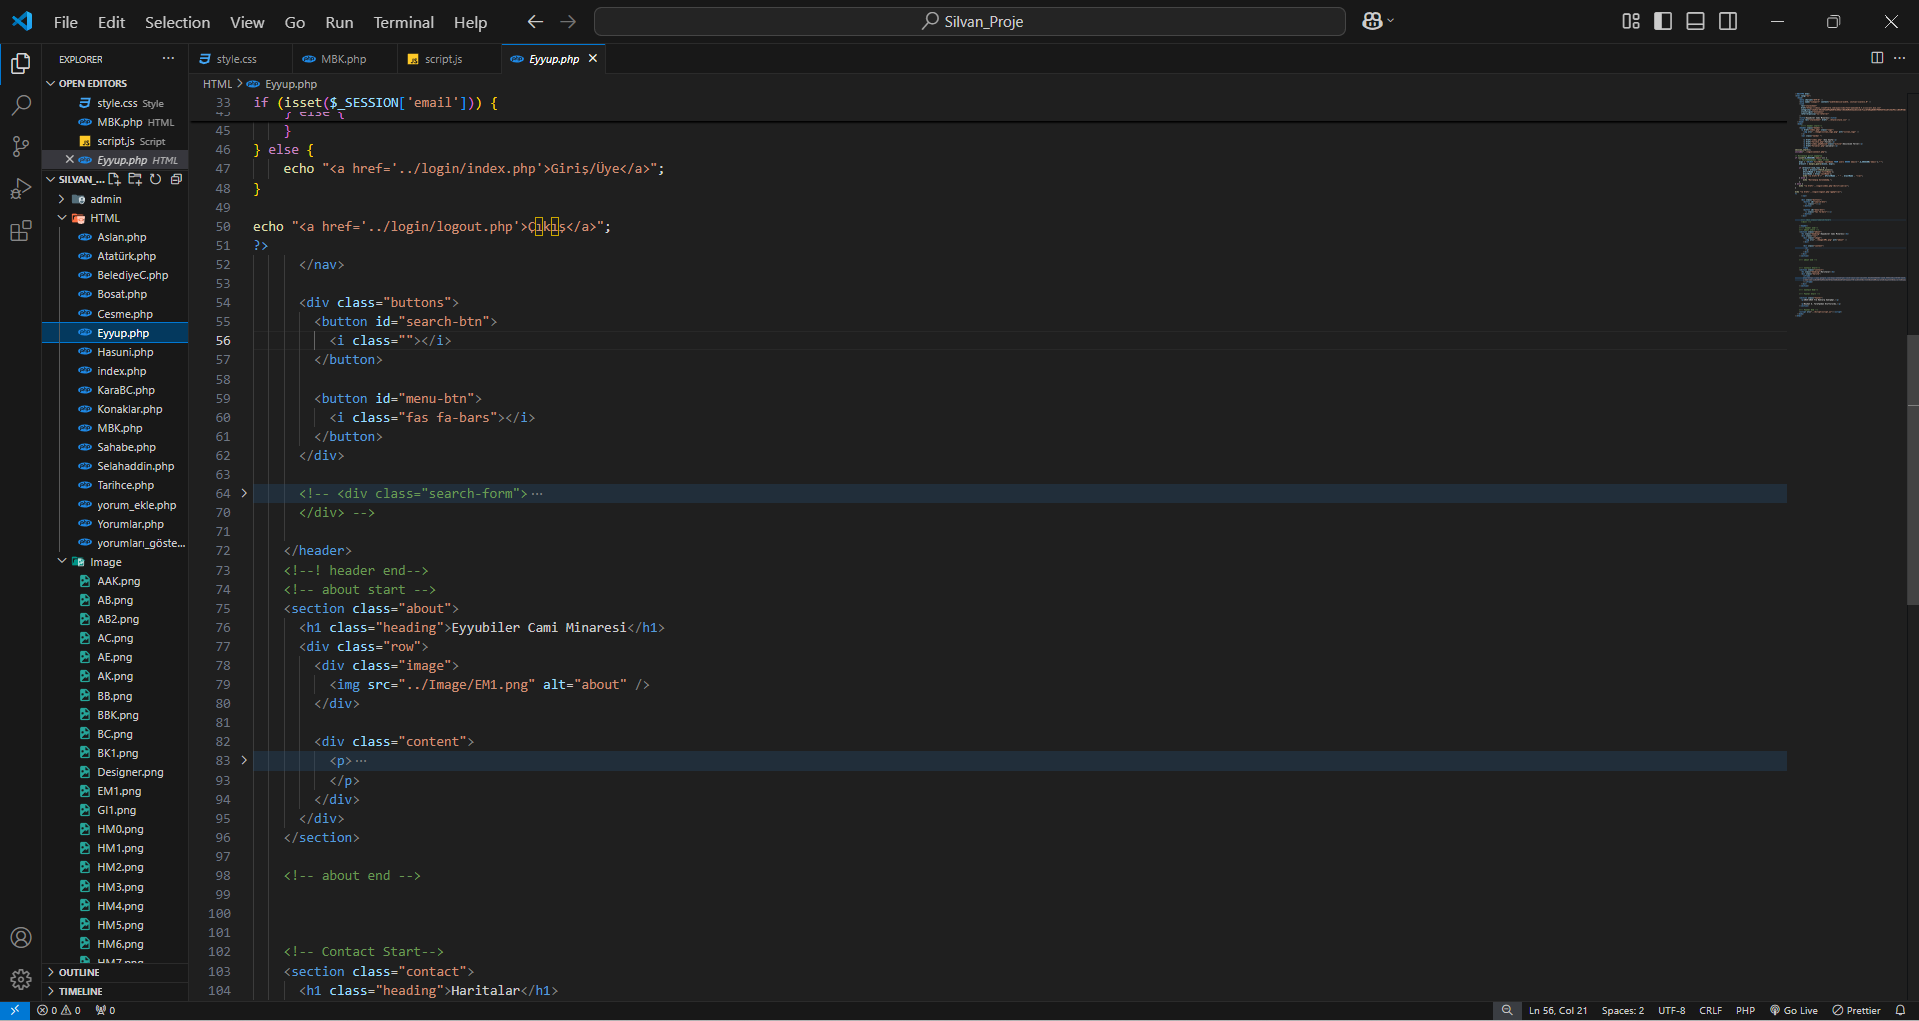 File Edit Selection View Go Run Terminal Help
Silvan_Proje
EXPLORER
OPEN EDITORS
style.css Style
MBK.php HTML
script.js Script
Eyyup.php HTML
SILVAN_...
admin
HTML
Aslan.php
Atatürk.php
BelediyeC.php
Bosat.php
Cesme.php
Eyyup.php
Hasuni.php
index.php
KaraBC.php
Konaklar.php
MBK.php
Sahabe.php
Selahaddin.php
Tarihce.php
yorum_ekle.php
Yorumlar.php
yorumları_göste...
Image
AAK.png
AB.png
AB2.png
AC.png
AE.png
AK.png
BB.png
BBK.png
BC.png
BK1.png
Designer.png
EM1.png
GI1.png
HM0.png
HM1.png
HM2.png
HM3.png
HM4.png
HM5.png
HM6.png
HM7.png
OUTLINE
TIMELINE
style.css MBK.php script.js Eyyup.php
HTML > Eyyup.php
33 if (isset($_SESSION['email'])) {
43 } else {
45 }
46 } else {
47 echo "<a href='../login/index.php'>Giriş/Üye</a>";
48 }
49
50 echo "<a href='../login/logout.php'>Çıkış</a>";
51 ?>
52 </nav>
53
54 <div class="buttons">
55 <button id="search-btn">
56 <i class=""></i>
57 </button>
58
59 <button id="menu-btn">
60 <i class="fas fa-bars"></i>
61 </button>
62 </div>
63
64 <!-- <div class="search-form"> ...
70 </div> -->
71
72 </header>
73 <!--! header end-->
74 <!-- about start -->
75 <section class="about">
76 <h1 class="heading">Eyyubiler Cami Minaresi</h1>
77 <div class="row">
78 <div class="image">
79 <img src="../Image/EM1.png" alt="about" />
80 </div>
81
82 <div class="content">
83 <p> ...
93 </p>
94 </div>
95 </div>
96 </section>
97
98 <!-- about end -->
99
100
101
102 <!-- Contact Start-->
103 <section class="contact">
104 <h1 class="heading">Haritalar</h1>
0 0 0 Ln 56, Col 21 Spaces: 2 UTF-8 CRLF PHP Go Live Prettier